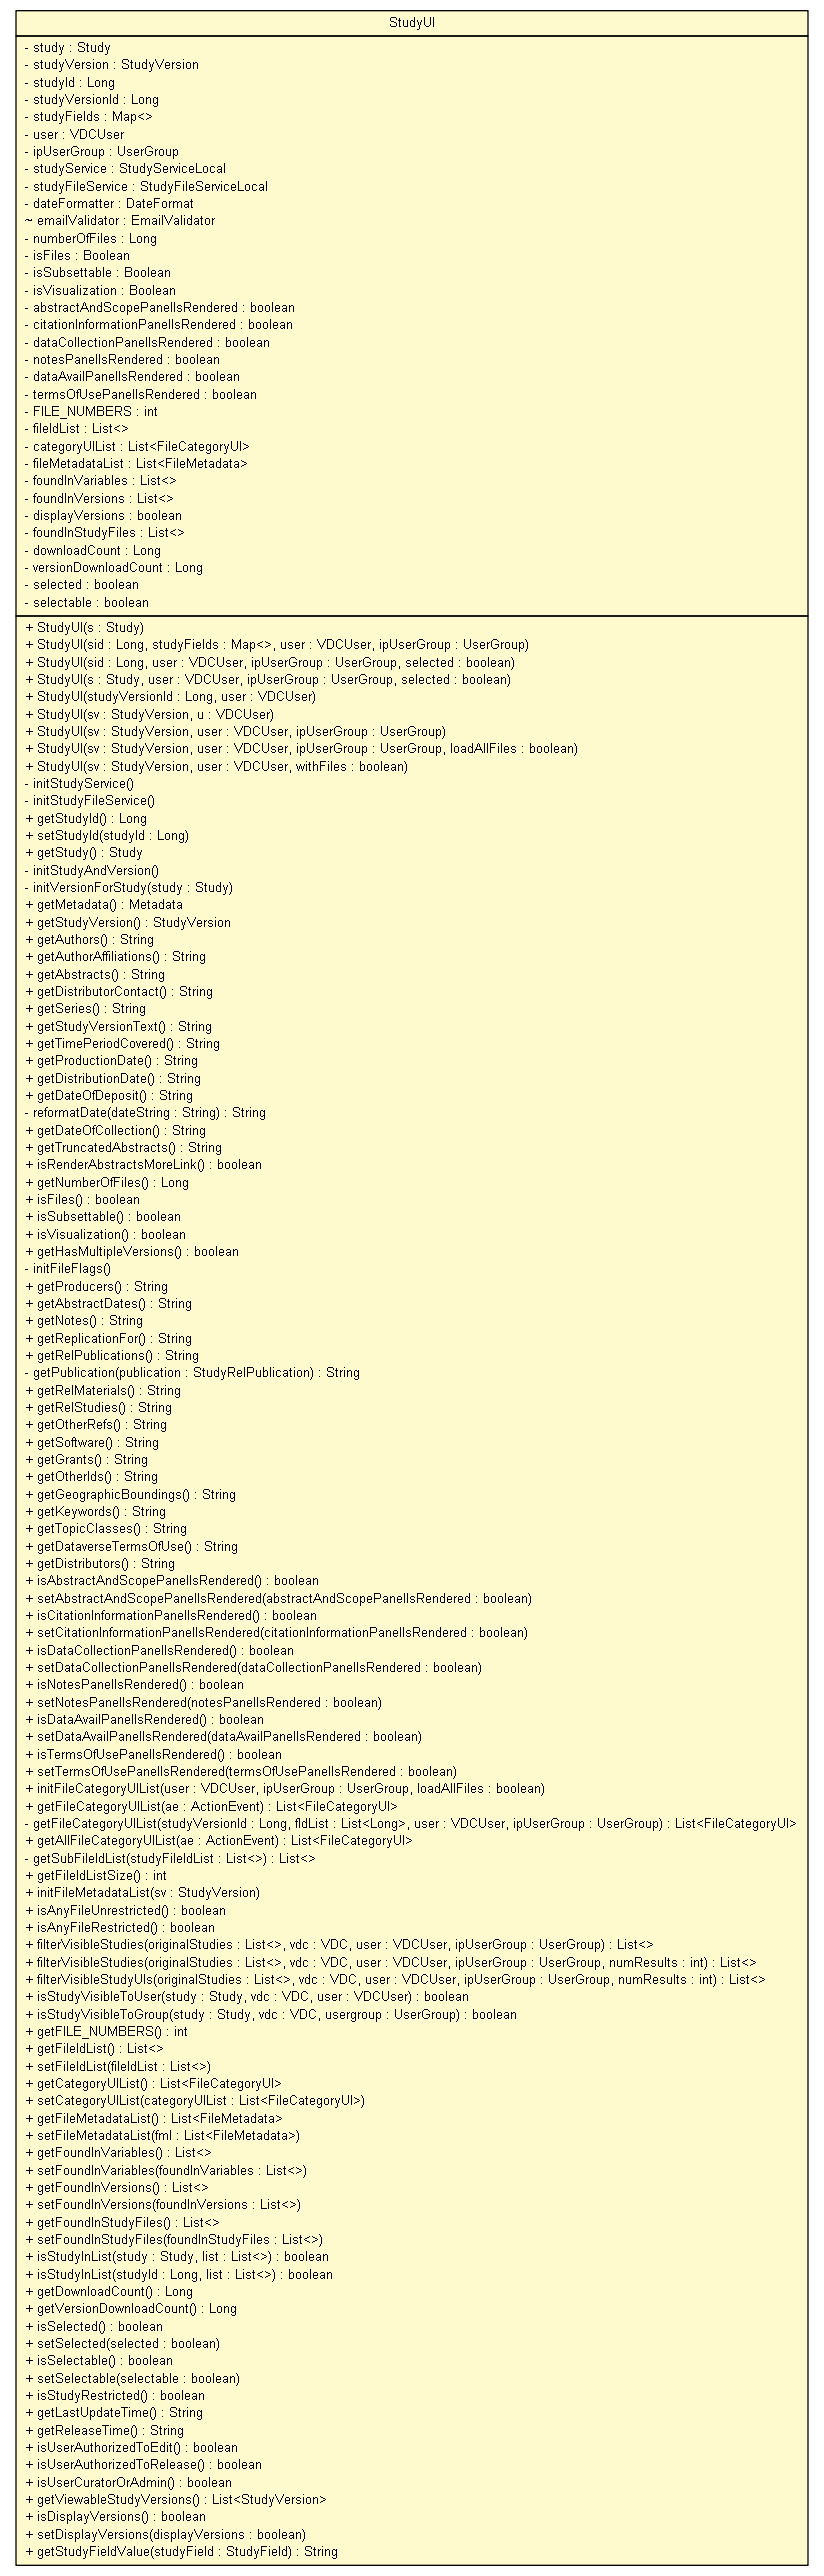 StudyUI
- study : Study
- studyVersion : StudyVersion
- studyId : Long
- studyVersionId : Long
- studyFields : Map<>
- user : VDCUser
- ipUserGroup : UserGroup
- studyService : StudyServiceLocal
- studyFileService : StudyFileServiceLocal
- dateFormatter : DateFormat
~ emailValidator : EmailValidator
- numberOfFiles : Long
- isFiles : Boolean
- isSubsettable : Boolean
- isVisualization : Boolean
- abstractAndScopePanelIsRendered : boolean
- citationInformationPanelIsRendered : boolean
- dataCollectionPanelIsRendered : boolean
- notesPanelIsRendered : boolean
- dataAvailPanelIsRendered : boolean
- termsOfUsePanelIsRendered : boolean
- FILE_NUMBERS : int
- fileIdList : List<>
- categoryUIList : List<FileCategoryUI>
- fileMetadataList : List<FileMetadata>
- foundInVariables : List<>
- foundInVersions : List<>
- displayVersions : boolean
- foundInStudyFiles : List<>
- downloadCount : Long
- versionDownloadCount : Long
- selected : boolean
- selectable : boolean
+ StudyUI(s : Study)
+ StudyUI(sid : Long, studyFields : Map<>, user : VDCUser, ipUserGroup : UserGroup)
+ StudyUI(sid : Long, user : VDCUser, ipUserGroup : UserGroup, selected : boolean)
+ StudyUI(s : Study, user : VDCUser, ipUserGroup : UserGroup, selected : boolean)
+ StudyUI(studyVersionId : Long, user : VDCUser)
+ StudyUI(sv : StudyVersion, u : VDCUser)
+ StudyUI(sv : StudyVersion, user : VDCUser, ipUserGroup : UserGroup)
+ StudyUI(sv : StudyVersion, user : VDCUser, ipUserGroup : UserGroup, loadAllFiles : boolean)
+ StudyUI(sv : StudyVersion, user : VDCUser, withFiles : boolean)
- initStudyService()
- initStudyFileService()
+ getStudyId() : Long
+ setStudyId(studyId : Long)
+ getStudy() : Study
- initStudyAndVersion()
- initVersionForStudy(study : Study)
+ getMetadata() : Metadata
+ getStudyVersion() : StudyVersion
+ getAuthors() : String
+ getAuthorAffiliations() : String
+ getAbstracts() : String
+ getDistributorContact() : String
+ getSeries() : String
+ getStudyVersionText() : String
+ getTimePeriodCovered() : String
+ getProductionDate() : String
+ getDistributionDate() : String
+ getDateOfDeposit() : String
- reformatDate(dateString : String) : String
+ getDateOfCollection() : String
+ getTruncatedAbstracts() : String
+ isRenderAbstractsMoreLink() : boolean
+ getNumberOfFiles() : Long
+ isFiles() : boolean
+ isSubsettable() : boolean
+ isVisualization() : boolean
+ getHasMultipleVersions() : boolean
- initFileFlags()
+ getProducers() : String
+ getAbstractDates() : String
+ getNotes() : String
+ getReplicationFor() : String
+ getRelPublications() : String
- getPublication(publication : StudyRelPublication) : String
+ getRelMaterials() : String
+ getRelStudies() : String
+ getOtherRefs() : String
+ getSoftware() : String
+ getGrants() : String
+ getOtherIds() : String
+ getGeographicBoundings() : String
+ getKeywords() : String
+ getTopicClasses() : String
+ getDataverseTermsOfUse() : String
+ getDistributors() : String
+ isAbstractAndScopePanelIsRendered() : boolean
+ setAbstractAndScopePanelIsRendered(abstractAndScopePanelIsRendered : boolean)
+ isCitationInformationPanelIsRendered() : boolean
+ setCitationInformationPanelIsRendered(citationInformationPanelIsRendered : boolean)
+ isDataCollectionPanelIsRendered() : boolean
+ setDataCollectionPanelIsRendered(dataCollectionPanelIsRendered : boolean)
+ isNotesPanelIsRendered() : boolean
+ setNotesPanelIsRendered(notesPanelIsRendered : boolean)
+ isDataAvailPanelIsRendered() : boolean
+ setDataAvailPanelIsRendered(dataAvailPanelIsRendered : boolean)
+ isTermsOfUsePanelIsRendered() : boolean
+ setTermsOfUsePanelIsRendered(termsOfUsePanelIsRendered : boolean)
+ initFileCategoryUIList(user : VDCUser, ipUserGroup : UserGroup, loadAllFiles : boolean)
+ getFileCategoryUIList(ae : ActionEvent) : List<FileCategoryUI>
- getFileCategoryUIList(studyVersionId : Long, fIdList : List<Long>, user : VDCUser, ipUserGroup : UserGroup) : List<FileCategoryUI>
+ getAllFileCategoryUIList(ae : ActionEvent) : List<FileCategoryUI>
- getSubFileIdList(studyFileIdList : List<>) : List<>
+ getFileIdListSize() : int
+ initFileMetadataList(sv : StudyVersion)
+ isAnyFileUnrestricted() : boolean
+ isAnyFileRestricted() : boolean
+ filterVisibleStudies(originalStudies : List<>, vdc : VDC, user : VDCUser, ipUserGroup : UserGroup) : List<>
+ filterVisibleStudies(originalStudies : List<>, vdc : VDC, user : VDCUser, ipUserGroup : UserGroup, numResults : int) : List<>
+ filterVisibleStudyUIs(originalStudies : List<>, vdc : VDC, user : VDCUser, ipUserGroup : UserGroup, numResults : int) : List<>
+ isStudyVisibleToUser(study : Study, vdc : VDC, user : VDCUser) : boolean
+ isStudyVisibleToGroup(study : Study, vdc : VDC, usergroup : UserGroup) : boolean
+ getFILE_NUMBERS() : int
+ getFileIdList() : List<>
+ setFileIdList(fileIdList : List<>)
+ getCategoryUIList() : List<FileCategoryUI>
+ setCategoryUIList(categoryUIList : List<FileCategoryUI>)
+ getFileMetadataList() : List<FileMetadata>
+ setFileMetadataList(fml : List<FileMetadata>)
+ getFoundInVariables() : List<>
+ setFoundInVariables(foundInVariables : List<>)
+ getFoundInVersions() : List<>
+ setFoundInVersions(foundInVersions : List<>)
+ getFoundInStudyFiles() : List<>
+ setFoundInStudyFiles(foundInStudyFiles : List<>)
+ isStudyInList(study : Study, list : List<>) : boolean
+ isStudyInList(studyId : Long, list : List<>) : boolean
+ getDownloadCount() : Long
+ getVersionDownloadCount() : Long
+ isSelected() : boolean
+ setSelected(selected : boolean)
+ isSelectable() : boolean
+ setSelectable(selectable : boolean)
+ isStudyRestricted() : boolean
+ getLastUpdateTime() : String
+ getReleaseTime() : String
+ isUserAuthorizedToEdit() : boolean
+ isUserAuthorizedToRelease() : boolean
+ isUserCuratorOrAdmin() : boolean
+ getViewableStudyVersions() : List<StudyVersion>
+ isDisplayVersions() : boolean
+ setDisplayVersions(displayVersions : boolean)
+ getStudyFieldValue(studyField : StudyField) : String